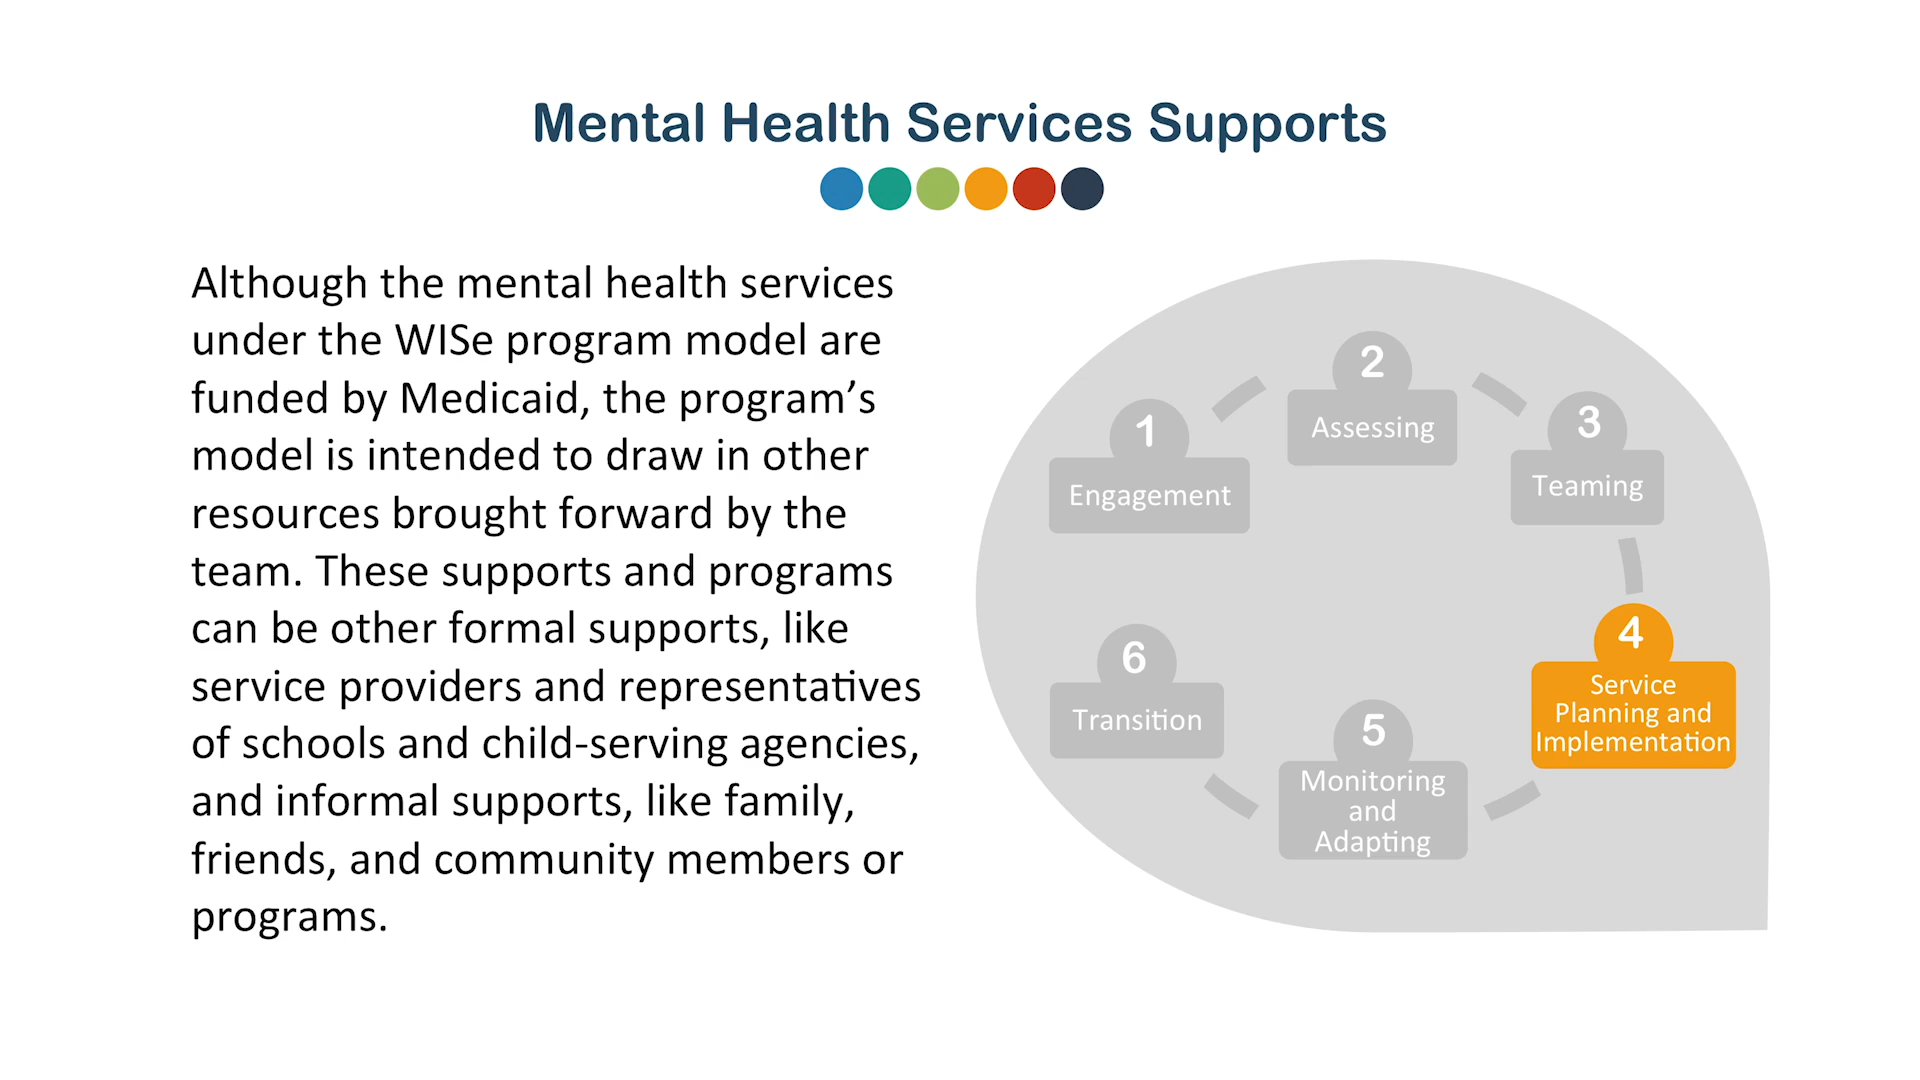 Mental Health Services Supports
Although the mental health services
under the WISe program model are
funded by Medicaid, the program’s
model is intended to draw in other
resources brought forward by the
team. These supports and programs
can be other formal supports, like
service providers and representatives
of schools and child-serving agencies,
and informal supports, like family,
friends, and community members or
programs.
1
Engagement
2
Assessing
3
Teaming
4
Service
Planning and
Implementation
5
Monitoring
and
Adapting
6
Transition